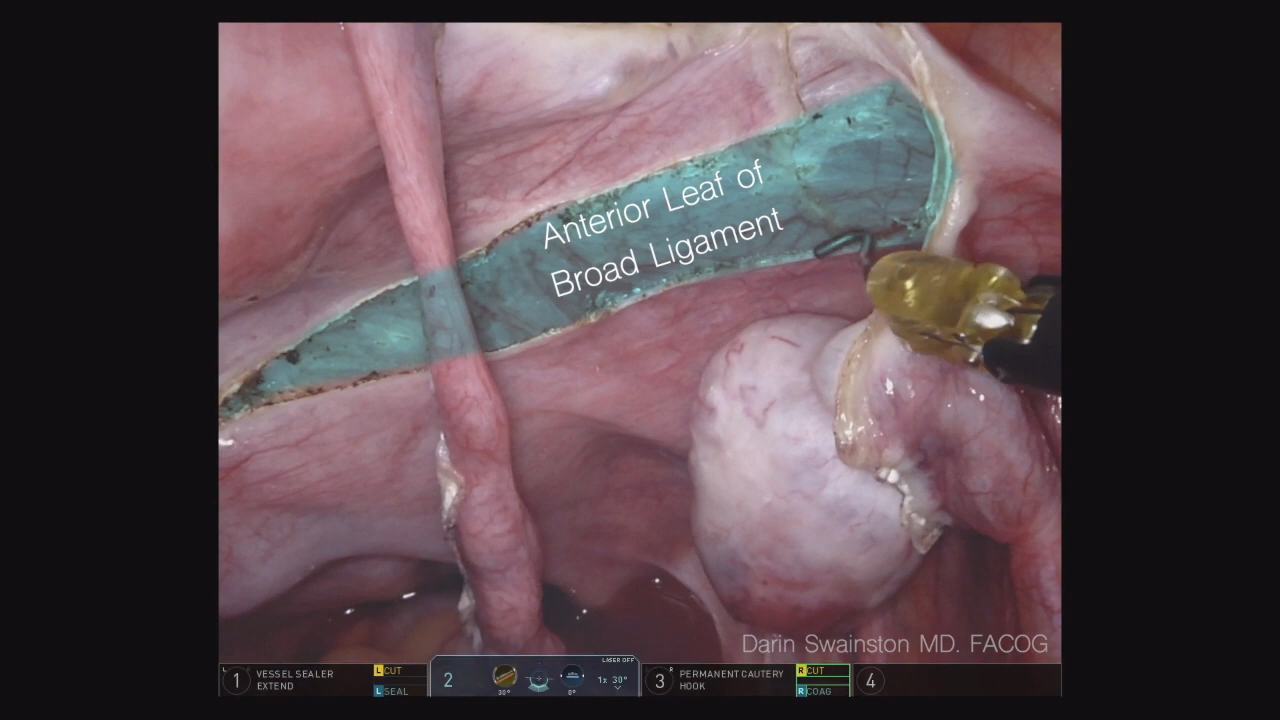 Anterior Leaf of
Broad Ligament
Darin Swainston MD. FACOG
LASER OFF
1 VESSEL SEALER EXTEND L CUT L SEAL
2 30° 0° 1x 30°
3 R PERMANENT CAUTERY HOOK R CUT R COAG
4